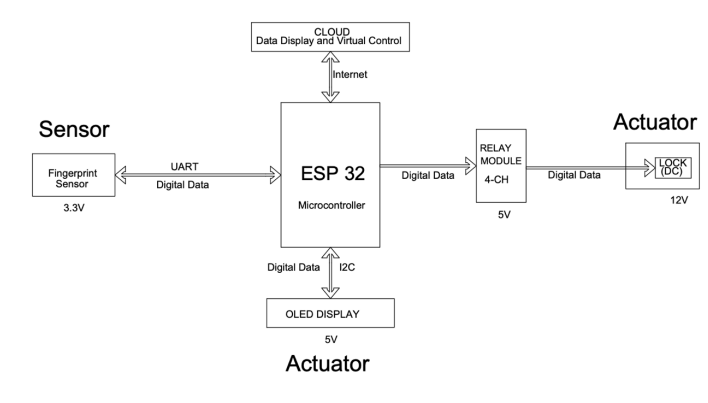 CLOUD
Data Display and Virtual Control
Internet
Sensor
Actuator
Fingerprint
Sensor
3.3V
UART
Digital Data
ESP 32
Microcontroller
Digital Data
RELAY
MODULE
4-CH
5V
Digital Data
LOCK
(DC)
12V
Digital Data
I2C
OLED DISPLAY
5V
Actuator